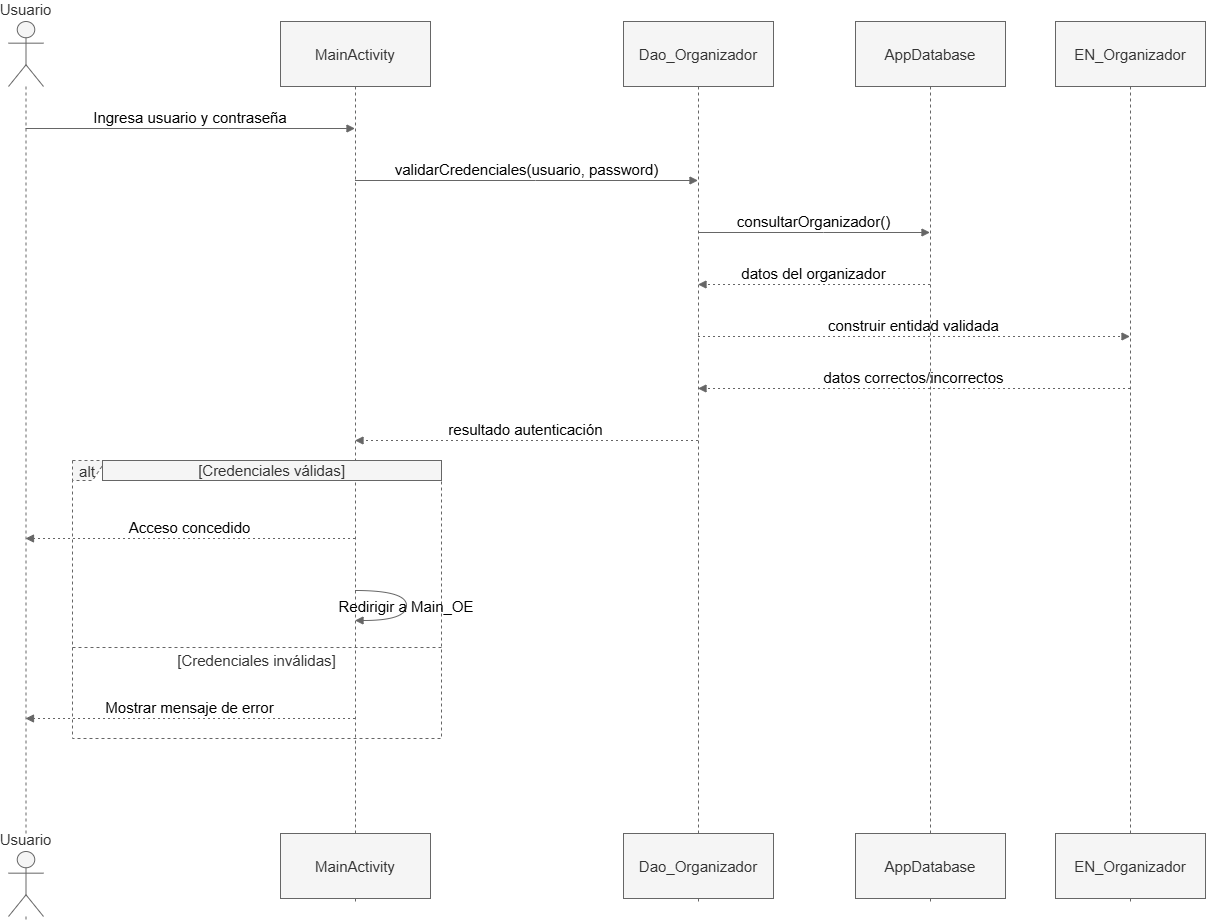 Usuario
MainActivity
Dao_Organizador
AppDatabase
EN_Organizador
Ingresa usuario y contraseña
validarCredenciales(usuario, password)
consultarOrganizador()
datos del organizador
construir entidad validada
datos correctos/incorrectos
resultado autenticación
alt
[Credenciales válidas]
Acceso concedido
Redirigir a Main_OE
[Credenciales inválidas]
Mostrar mensaje de error
Usuario
MainActivity
Dao_Organizador
AppDatabase
EN_Organizador